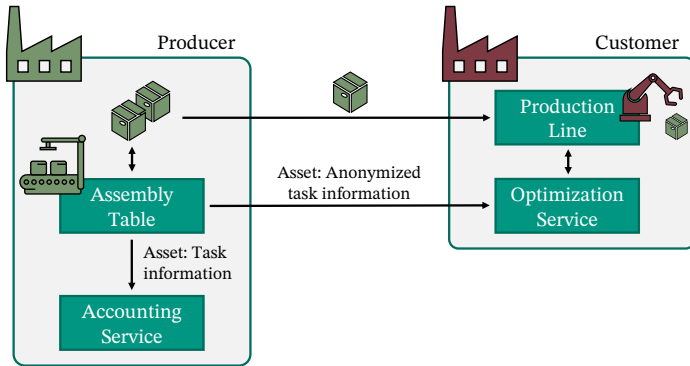 Producer
Customer
Production
Line
Asset: Anonymized
task information
Assembly
Table
Optimization
Service
Asset: Task
information
Accounting
Service